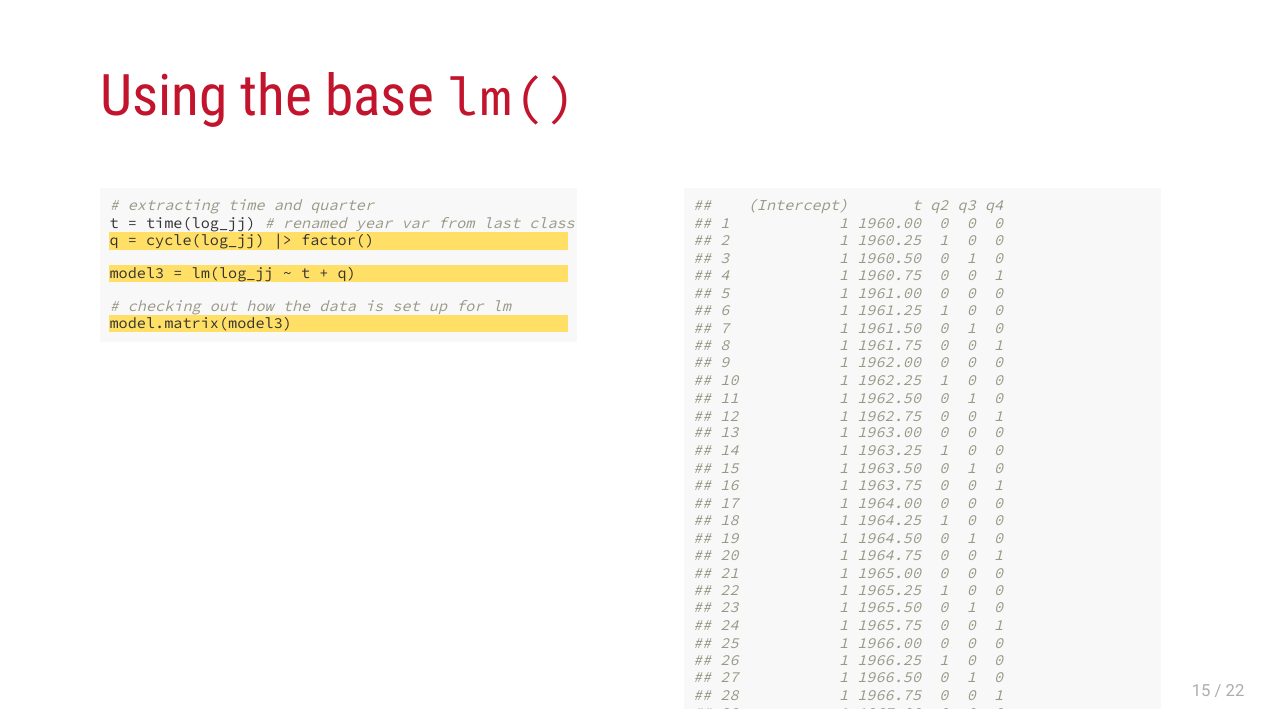 Using the base lm()
# extracting time and quarter
t = time(log_jj) # renamed year var from last class
q = cycle(log_jj) |> factor()
model3 = lm(log_jj ~ t + q)
# checking out how the data is set up for lm
model.matrix(model3)
##    (Intercept)       t q2 q3 q4
## 1            1 1960.00  0  0  0
## 2            1 1960.25  1  0  0
## 3            1 1960.50  0  1  0
## 4            1 1960.75  0  0  1
## 5            1 1961.00  0  0  0
## 6            1 1961.25  1  0  0
## 7            1 1961.50  0  1  0
## 8            1 1961.75  0  0  1
## 9            1 1962.00  0  0  0
## 10           1 1962.25  1  0  0
## 11           1 1962.50  0  1  0
## 12           1 1962.75  0  0  1
## 13           1 1963.00  0  0  0
## 14           1 1963.25  1  0  0
## 15           1 1963.50  0  1  0
## 16           1 1963.75  0  0  1
## 17           1 1964.00  0  0  0
## 18           1 1964.25  1  0  0
## 19           1 1964.50  0  1  0
## 20           1 1964.75  0  0  1
## 21           1 1965.00  0  0  0
## 22           1 1965.25  1  0  0
## 23           1 1965.50  0  1  0
## 24           1 1965.75  0  0  1
## 25           1 1966.00  0  0  0
## 26           1 1966.25  1  0  0
## 27           1 1966.50  0  1  0
## 28           1 1966.75  0  0  1
15 / 22